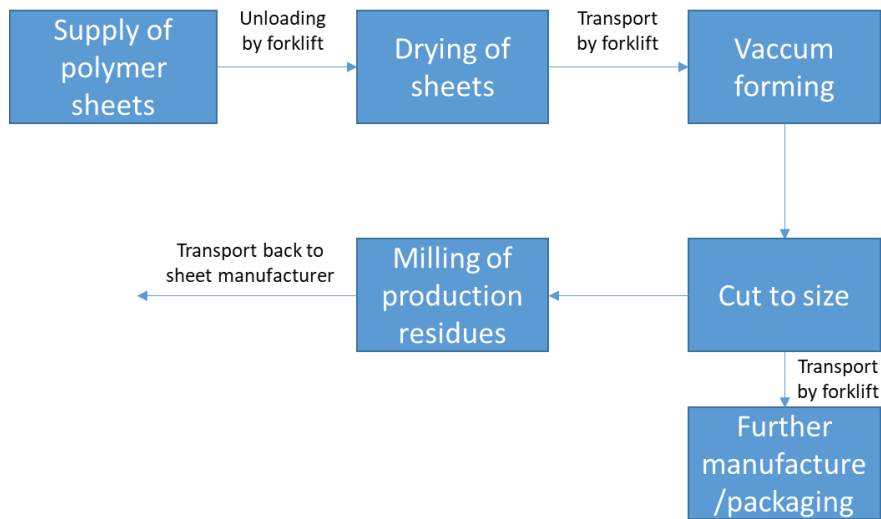 Supply of
polymer
sheets
Unloading
by forklift
Drying of
sheets
Transport
by forklift
Vaccum
forming
Transport back to
sheet manufacturer
Milling of
production
residues
Cut to size
Transport
by forklift
Further
manufacture
/packaging